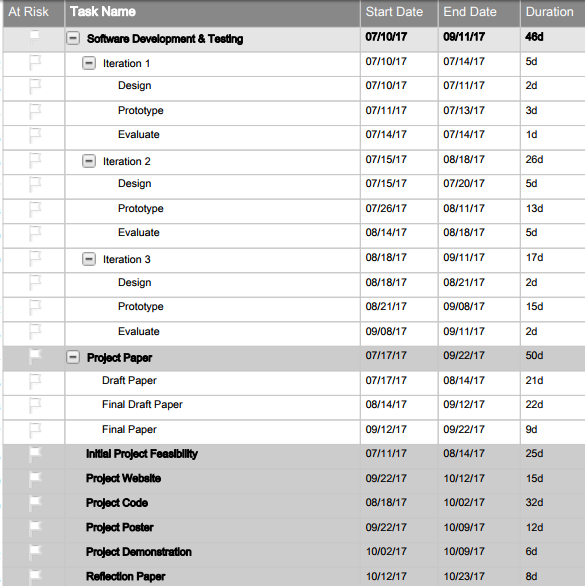 At Risk Task Name Start Date End Date Duration
Software Development & Testing 07/10/17 09/11/17 46d
Iteration 1 07/10/17 07/14/17 5d
Design 07/10/17 07/11/17 2d
Prototype 07/11/17 07/13/17 3d
Evaluate 07/14/17 07/14/17 1d
Iteration 2 07/15/17 08/18/17 26d
Design 07/15/17 07/20/17 5d
Prototype 07/26/17 08/11/17 13d
Evaluate 08/14/17 08/18/17 5d
Iteration 3 08/18/17 09/11/17 17d
Design 08/18/17 08/21/17 2d
Prototype 08/21/17 09/08/17 15d
Evaluate 09/08/17 09/11/17 2d
Project Paper 07/17/17 09/22/17 50d
Draft Paper 07/17/17 08/14/17 21d
Final Draft Paper 08/14/17 09/12/17 22d
Final Paper 09/12/17 09/22/17 9d
Initial Project Feasibility 07/11/17 08/14/17 25d
Project Website 09/22/17 10/12/17 15d
Project Code 08/18/17 10/02/17 32d
Project Poster 09/22/17 10/09/17 12d
Project Demonstration 10/02/17 10/09/17 6d
Reflection Paper 10/12/17 10/23/17 8d